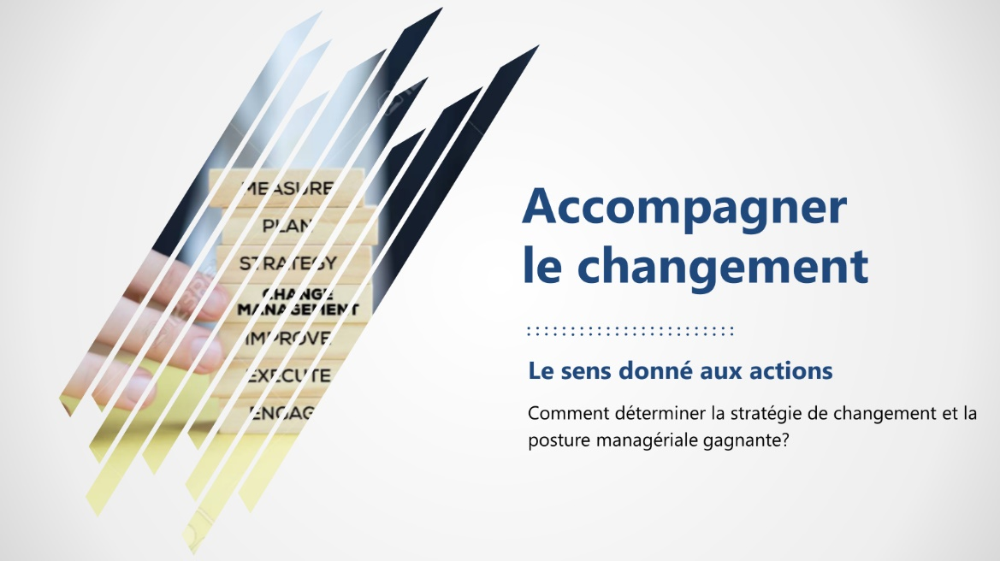 MEASURE
PLAN
STRATEGY
CHANGE
MANAGEMENT
IMPROVE
EXECUTE
ENGAG
Accompagner
le changement
Le sens donné aux actions
Comment déterminer la stratégie de changement et la
posture managériale gagnante?